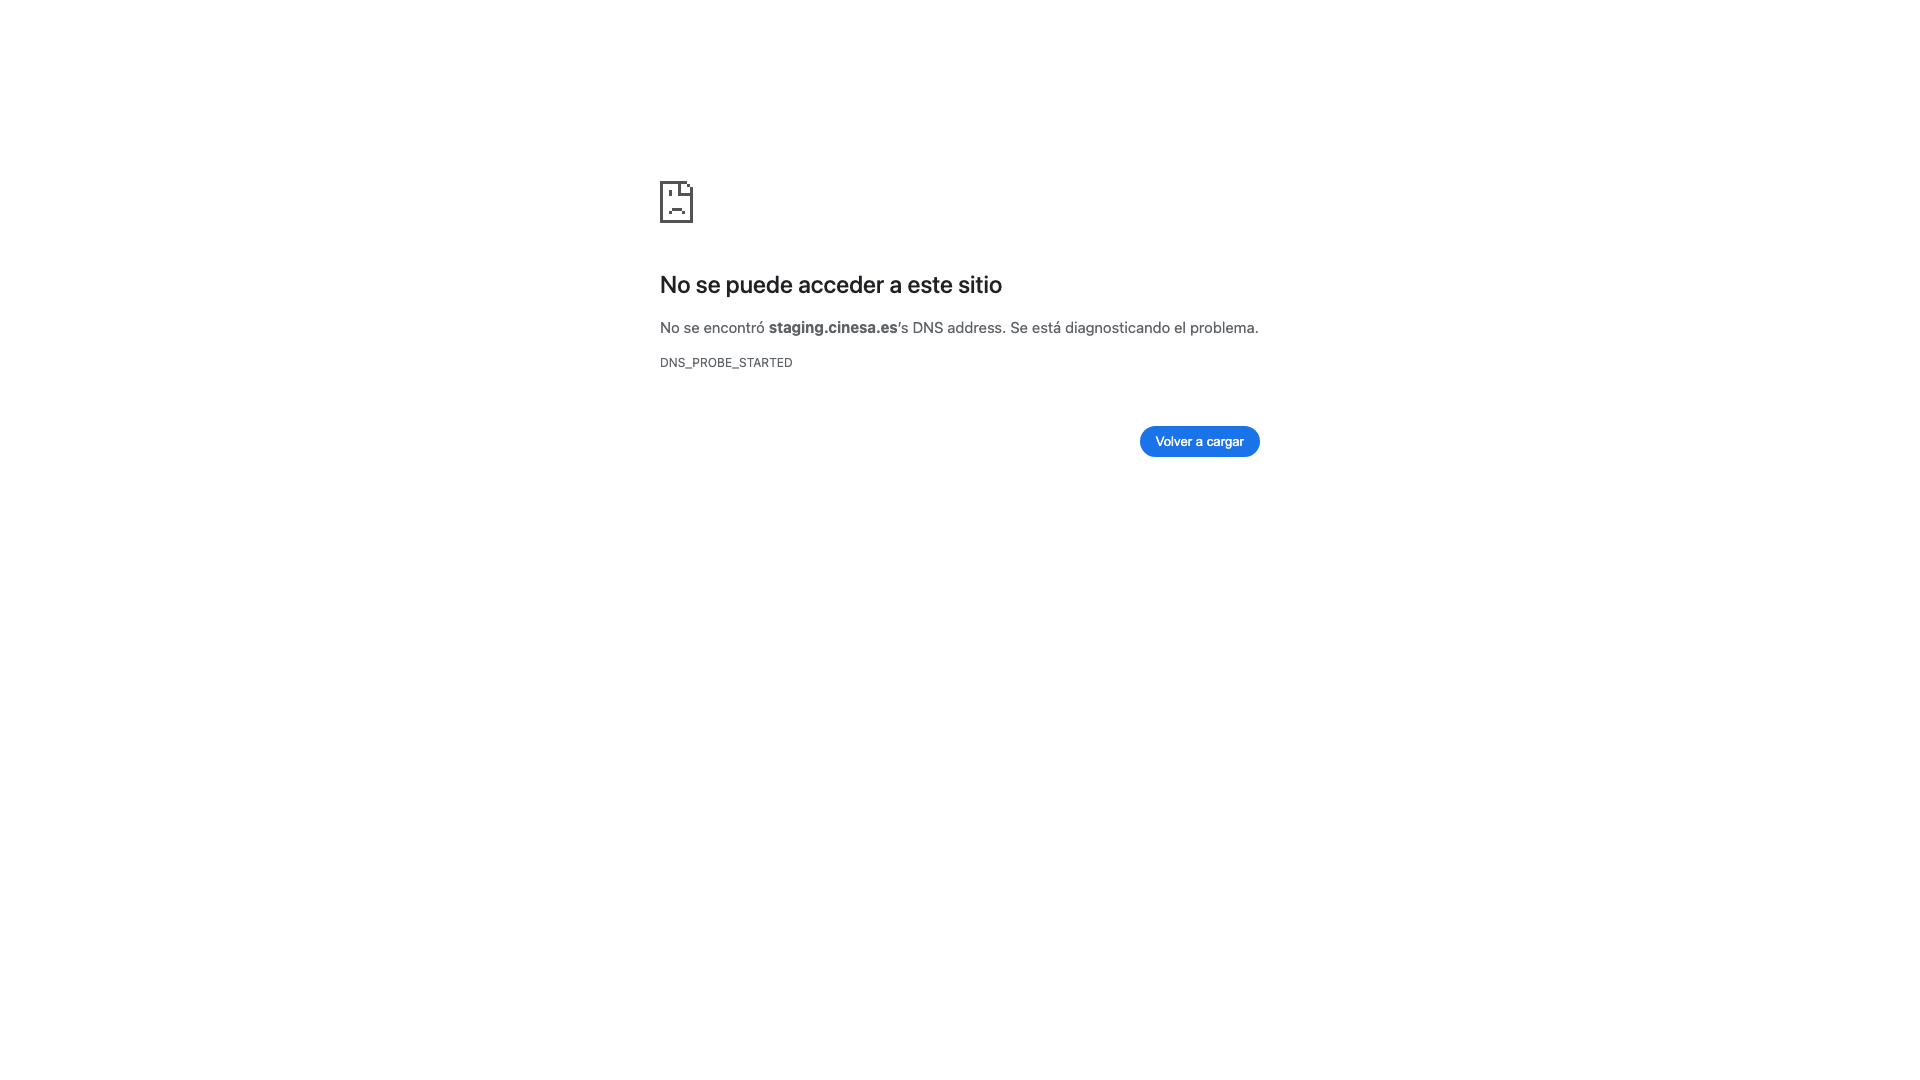 No se puede acceder a este sitio
No se encontró staging.cinesa.es's DNS address. Se está diagnosticando el problema.
DNS_PROBE_STARTED
Volver a cargar